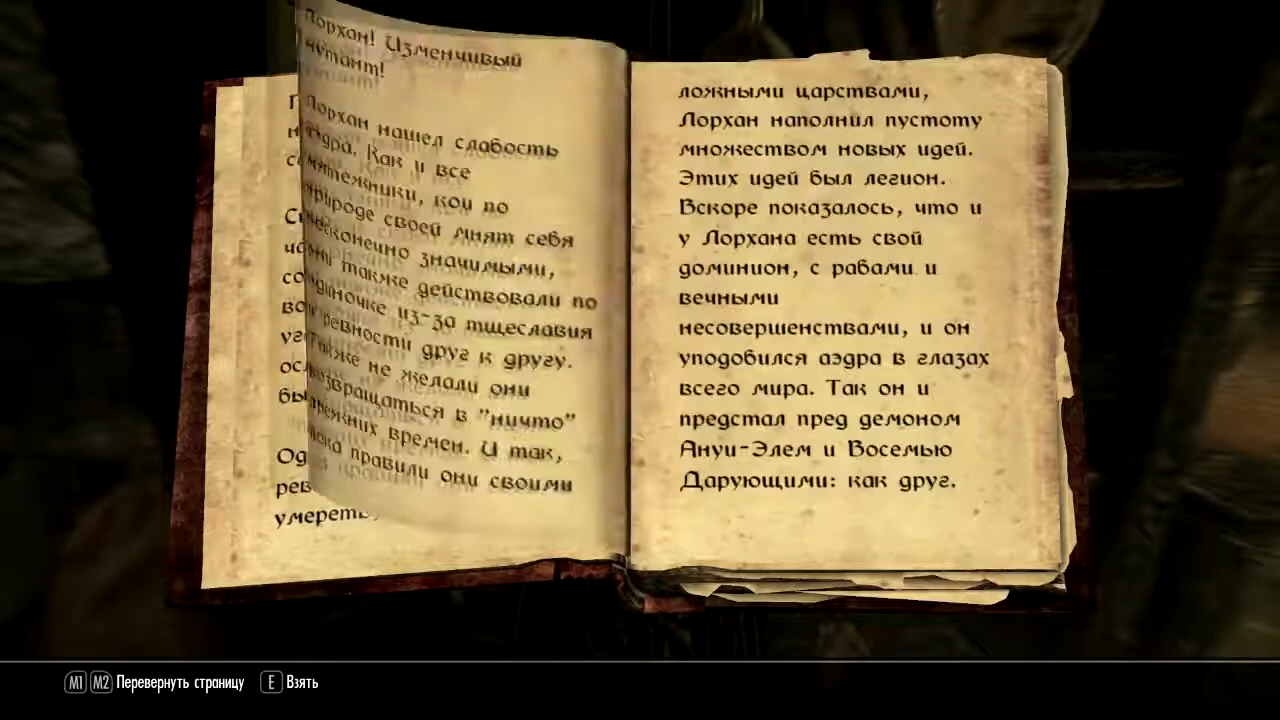 Лорхан! Изменчивый
мутант!
Лорхан нашел слабость
аэдра. Как и все
мятежники, кои по
природе своей мнят себя
бесконечно значимыми,
они также действовали по
одиночке из-за тщеславия
ревности друг к другу.
Также не желали они
возвращаться в "ничто"
прежних времен. И так,
пока правили они своими
умереть,
ложными царствами,
Лорхан наполнил пустоту
множеством новых идей.
Этих идей был легион.
Вскоре показалось, что и
у Лорхана есть свой
доминион, с рабами и
вечными
несовершенствами, и он
уподобился аэдра в глазах
всего мира. Так он и
предстал пред демоном
Ануи-Элем и Восемью
Дарующими: как друг.
M1 M2 Перевернуть страницу E Взять